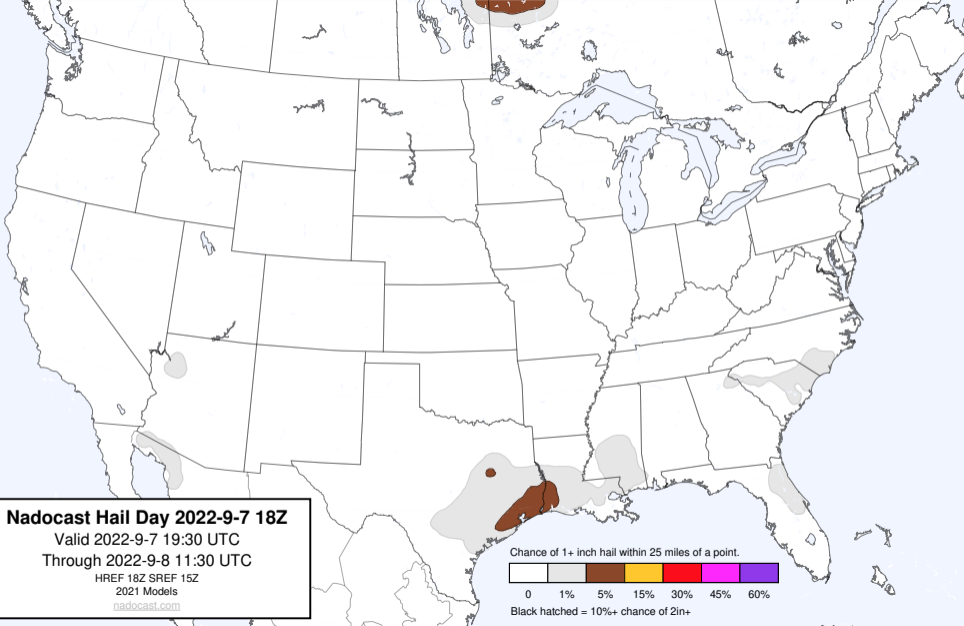 Nadocast Hail Day 2022-9-7 18Z
Valid 2022-9-7 19:30 UTC
Through 2022-9-8 11:30 UTC
HREF 18Z SREF 15Z
2021 Models
nadocast.com
Chance of 1+ inch hail within 25 miles of a point.
0 1% 5% 15% 30% 45% 60%
Black hatched = 10%+ chance of 2in+